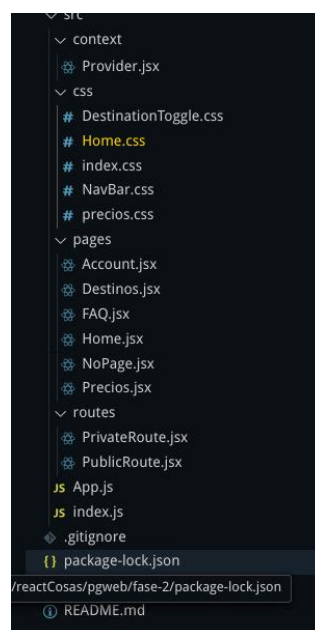 src
context
Provider.jsx
css
# DestinationToggle.css
# Home.css
# index.css
# NavBar.css
# precios.css
pages
Account.jsx
Destinos.jsx
FAQ.jsx
Home.jsx
NoPage.jsx
Precios.jsx
routes
PrivateRoute.jsx
PublicRoute.jsx
JS App.js
JS index.js
.gitignore
{} package-lock.json
/reactCosas/pgweb/fase-2/package-lock.json
README.md